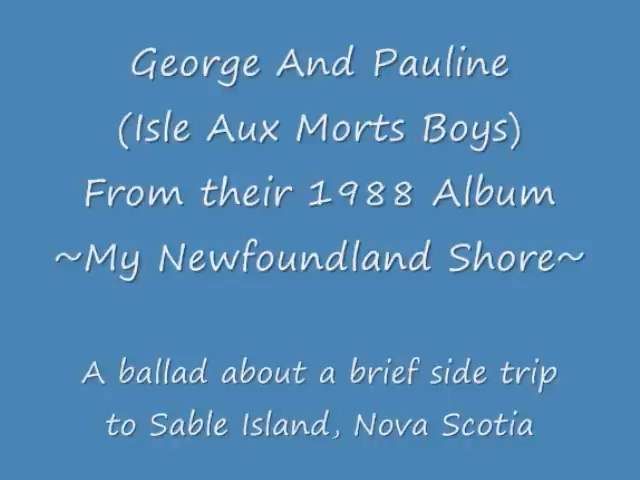 George And Pauline
(Isle Aux Morts Boys)
From their 1988 Album
~My Newfoundland Shore~
A ballad about a brief side trip
to Sable Island, Nova Scotia